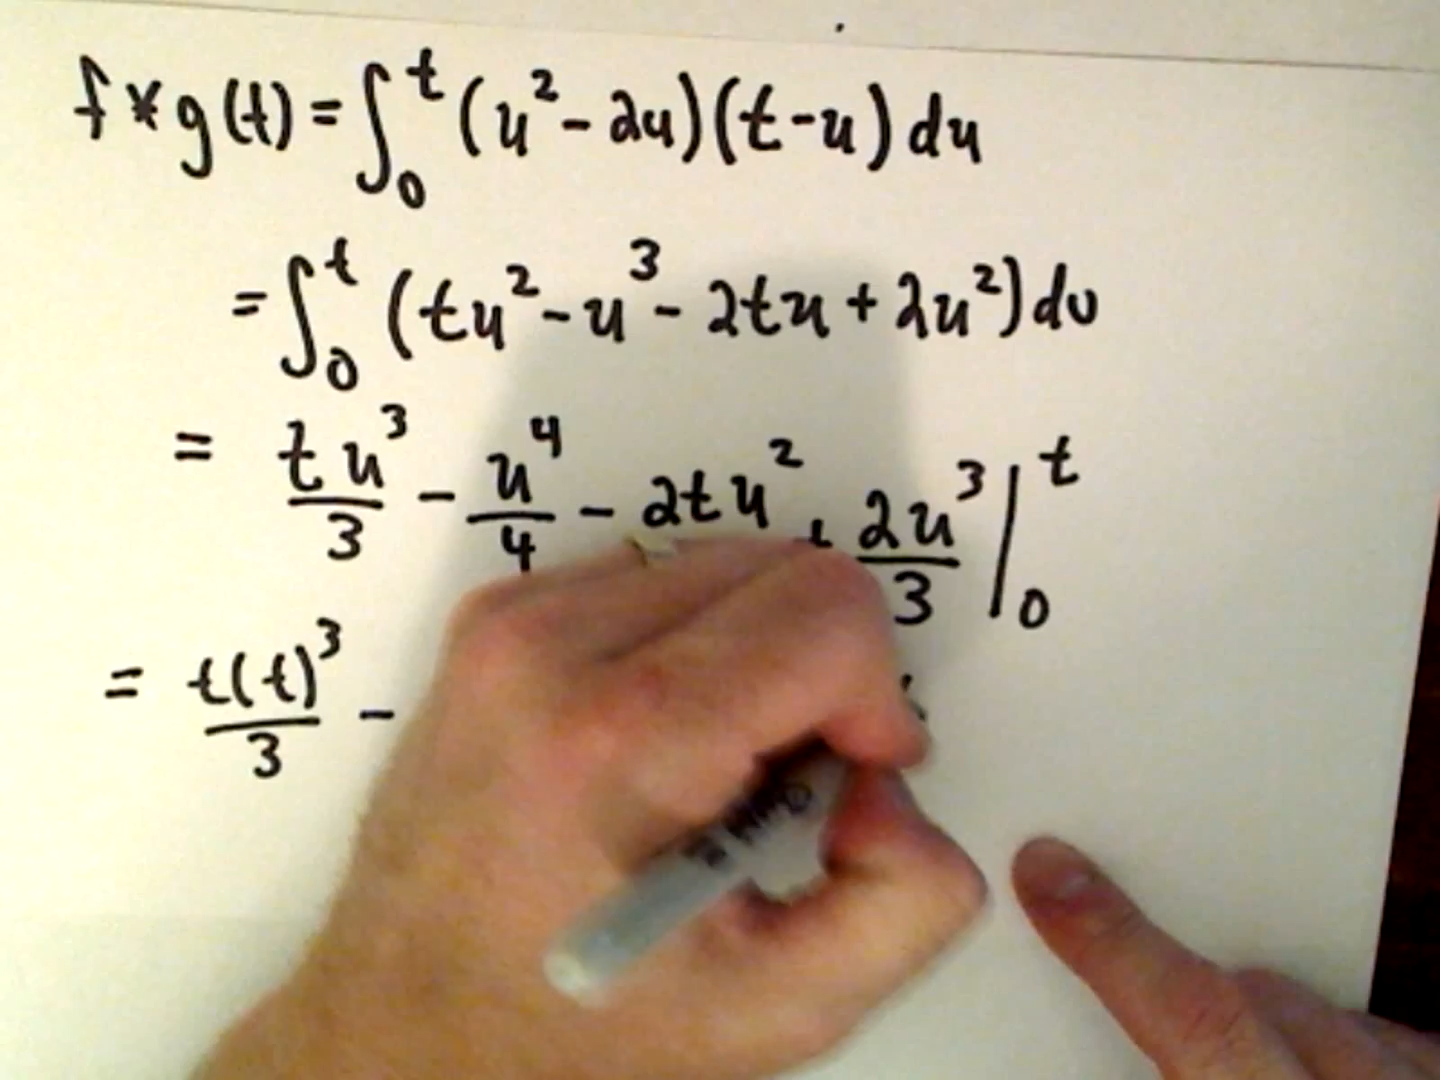 f*g(t) = ∫₀ᵗ (u² - 2u)(t-u) du
= ∫₀ᵗ (tu² - u³ - 2tu + 2u²) du
= tu³/3 - u⁴/4 - 2tu² + 2u³/3 |₀ᵗ
= t(t)³/3 -